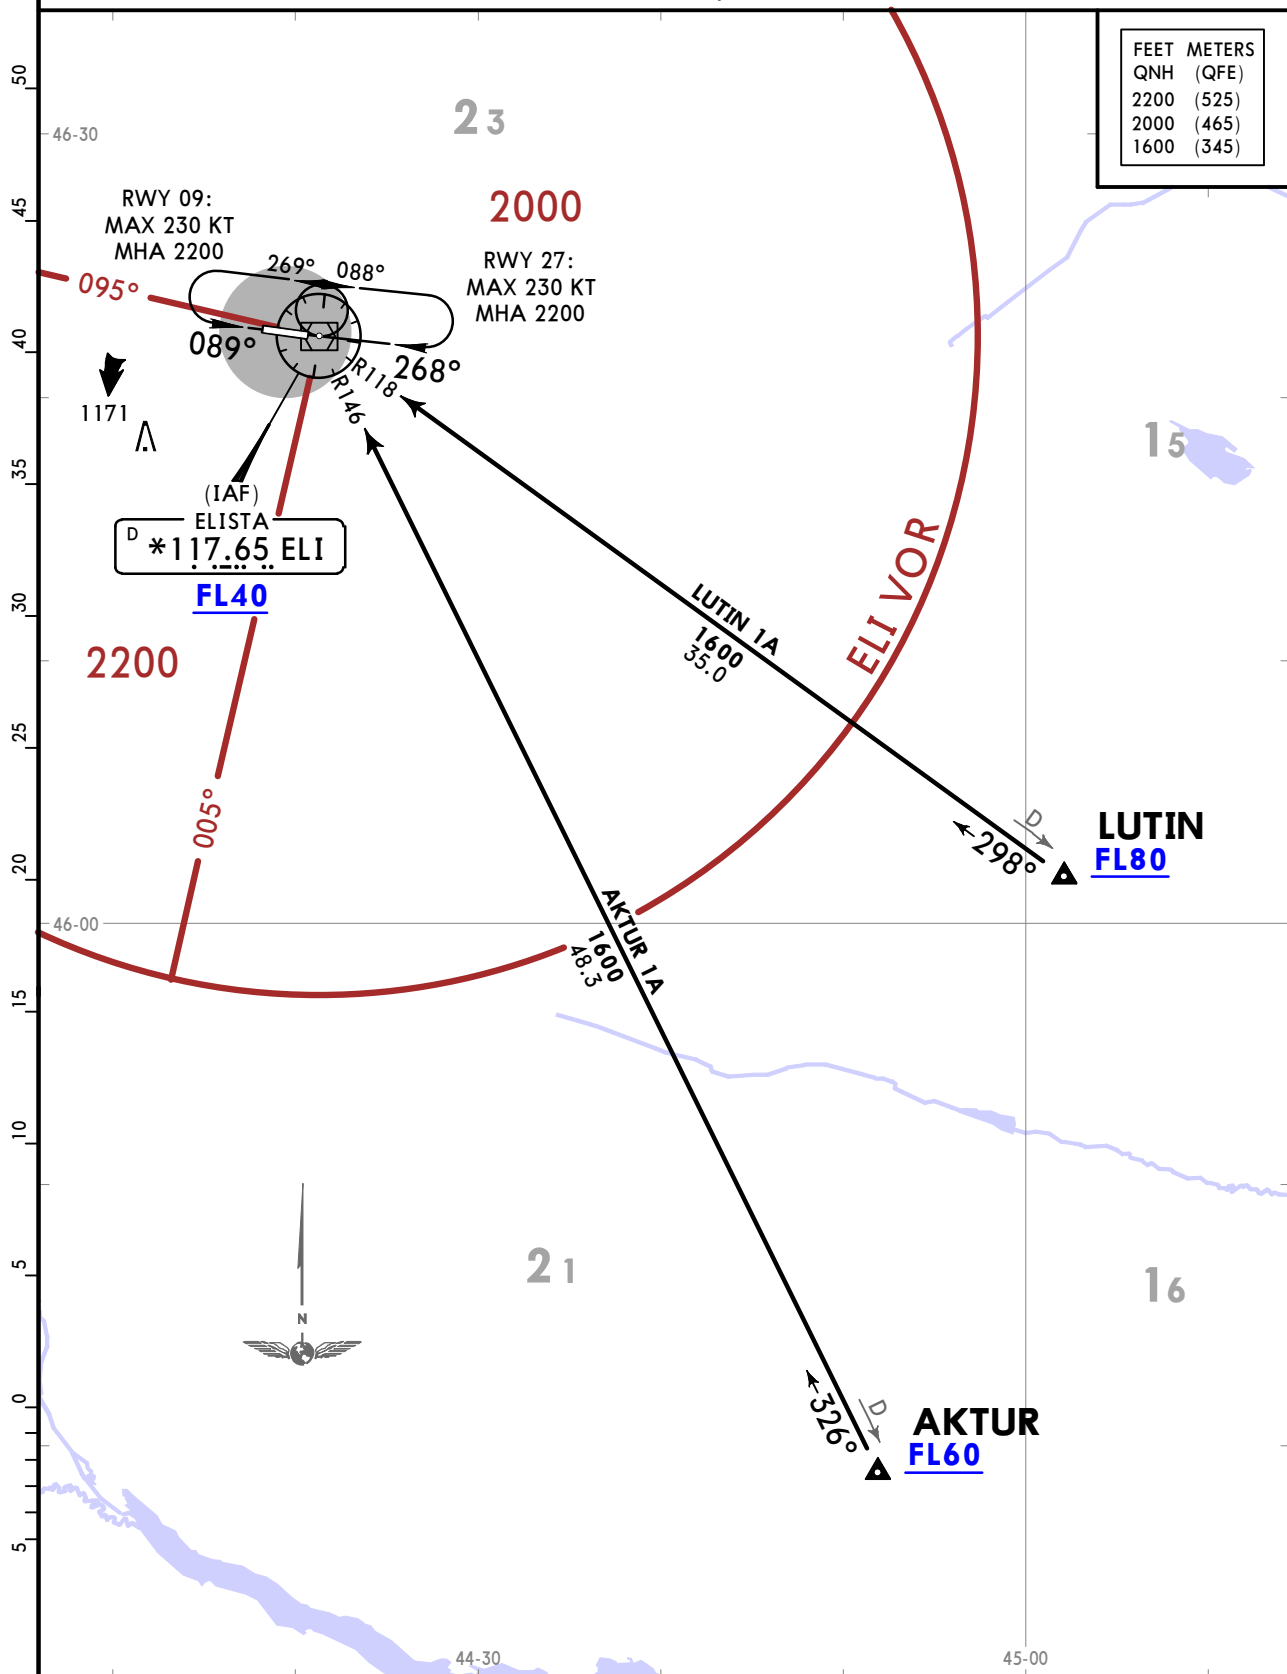 FEET METERS
QNH (QFE)
2200 (525)
2000 (465)
1600 (345)
50
46-30
23
45
RWY 09:
MAX 230 KT
MHA 2200
2000
RWY 27:
MAX 230 KT
MHA 2200
269° 088°
095°
089°
268°
40
R118
R146
1171
15
35
(IAF)
ELISTA
D *117.65 ELI
FL40
30
LUTIN 1A
1600
35.0
ELI VOR
2200
25
005°
D
298°
LUTIN
FL80
20
46-00
AKTUR 1A
1600
48.3
15
10
21
16
5
N
0
D
326°
AKTUR
FL60
5
44-30
45-00